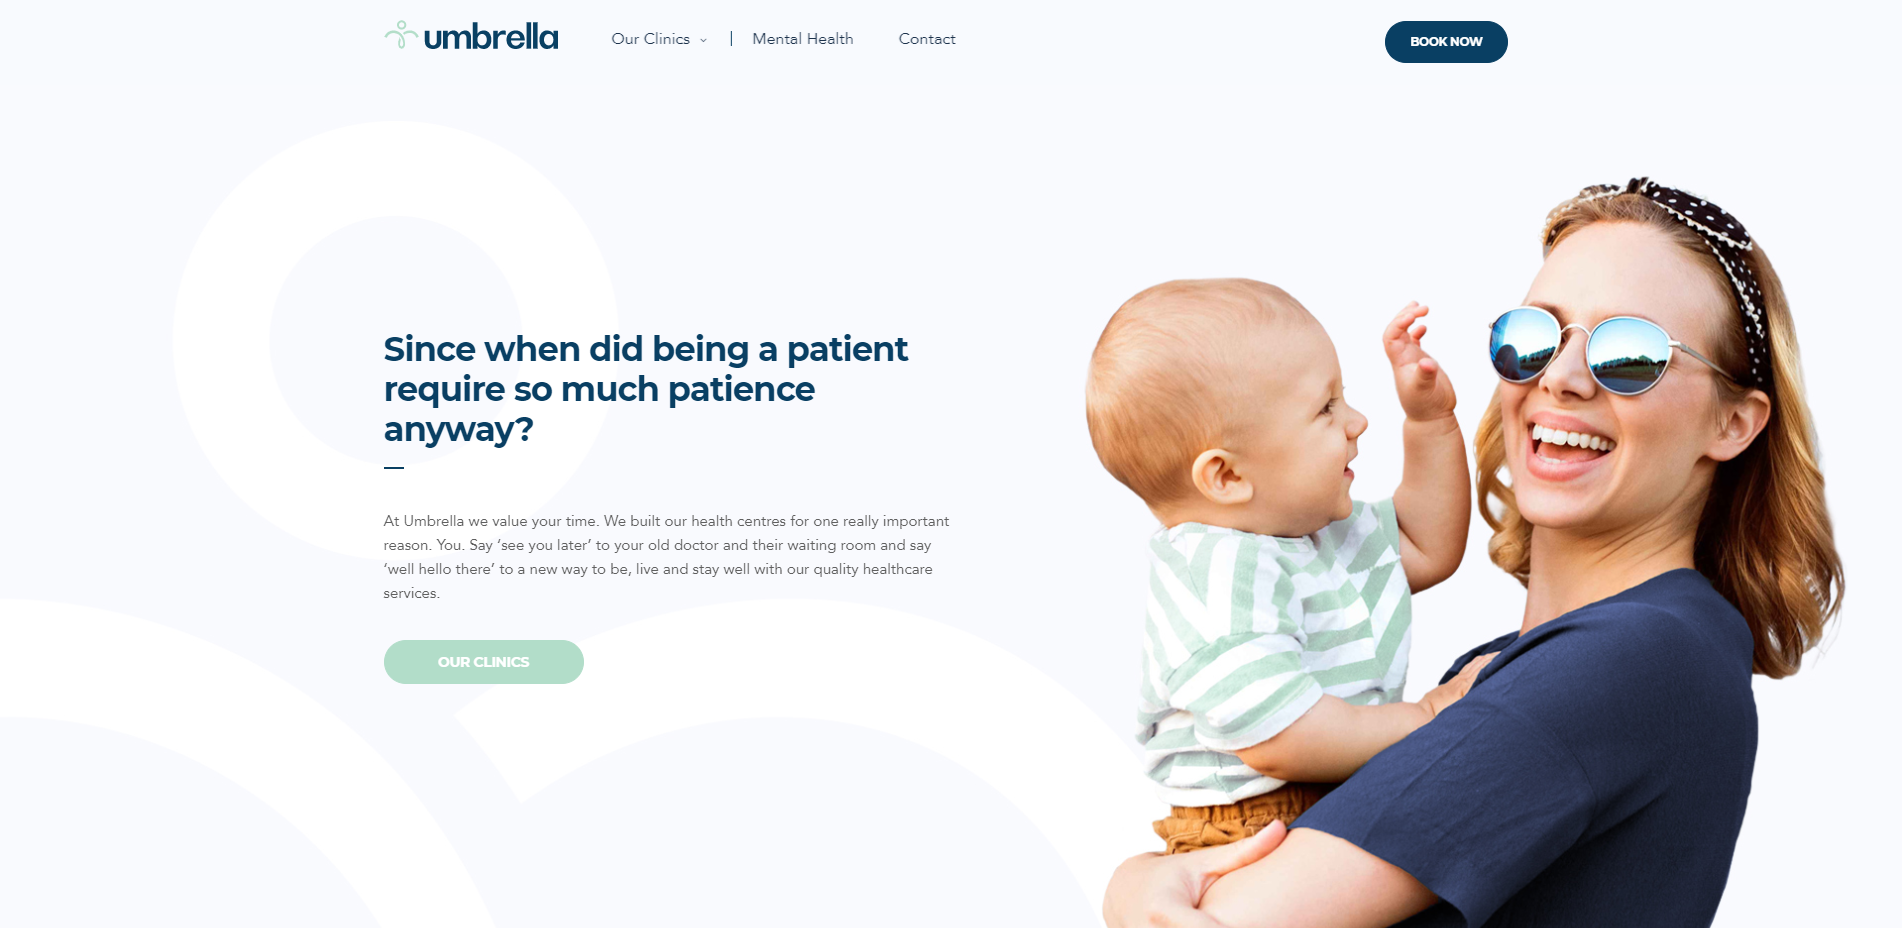 umbrella
Our Clinics
|
Mental Health
Contact
BOOK NOW
Since when did being a patient
require so much patience
anyway?
At Umbrella we value your time. We built our health centres for one really important
reason. You. Say ‘see you later’ to your old doctor and their waiting room and say
‘well hello there’ to a new way to be, live and stay well with our quality healthcare
services.
OUR CLINICS